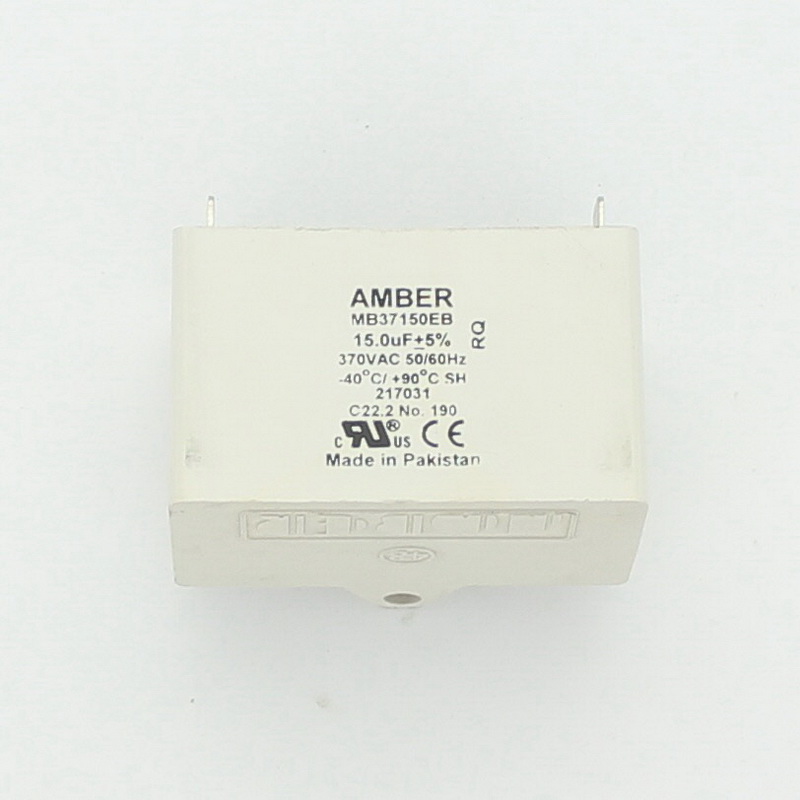 AMBER
MB37150EB
RQ
15.0uF±5%
370VAC 50/60Hz
-40°C/ +90°C SH
217031
C22.2 No. 190
c RU® US CE
Made in Pakistan